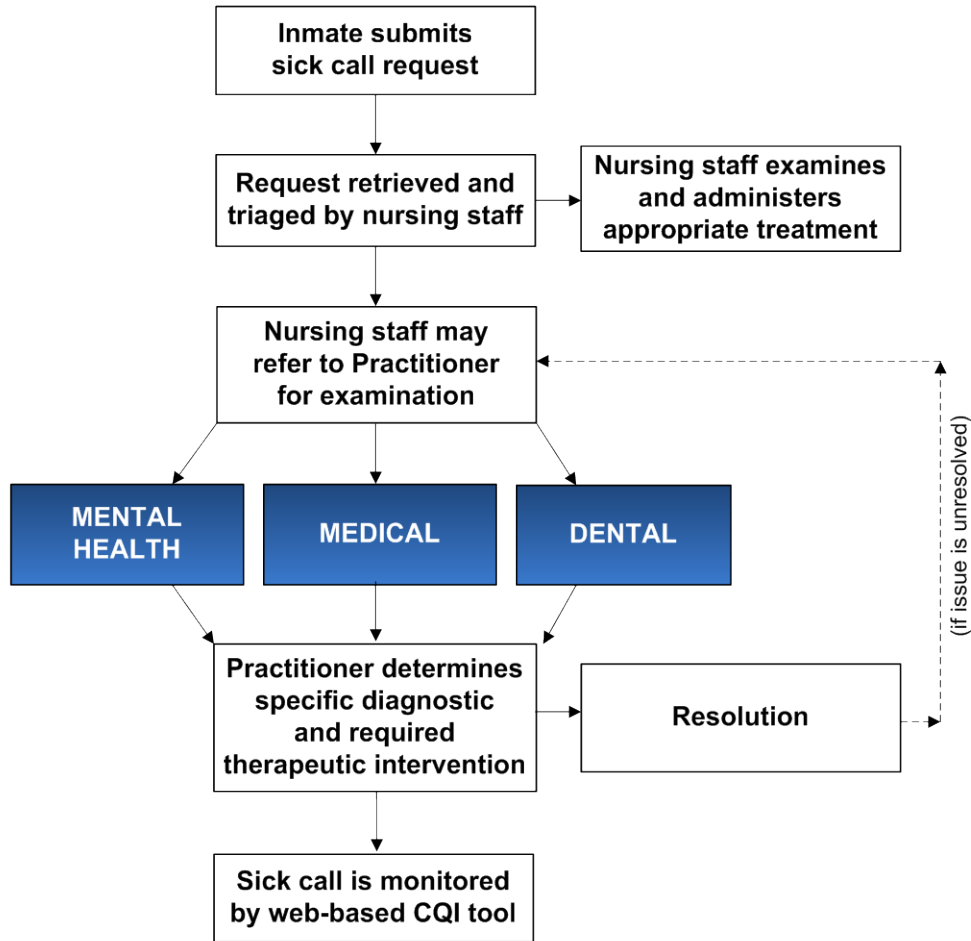 Inmate submits
sick call request
Request retrieved and
triaged by nursing staff
Nursing staff examines
and administers
appropriate treatment
Nursing staff may
refer to Practitioner
for examination
MENTAL
HEALTH
MEDICAL
DENTAL
(if issue is unresolved)
Practitioner determines
specific diagnostic
and required
therapeutic intervention
Resolution
Sick call is monitored
by web-based CQI tool